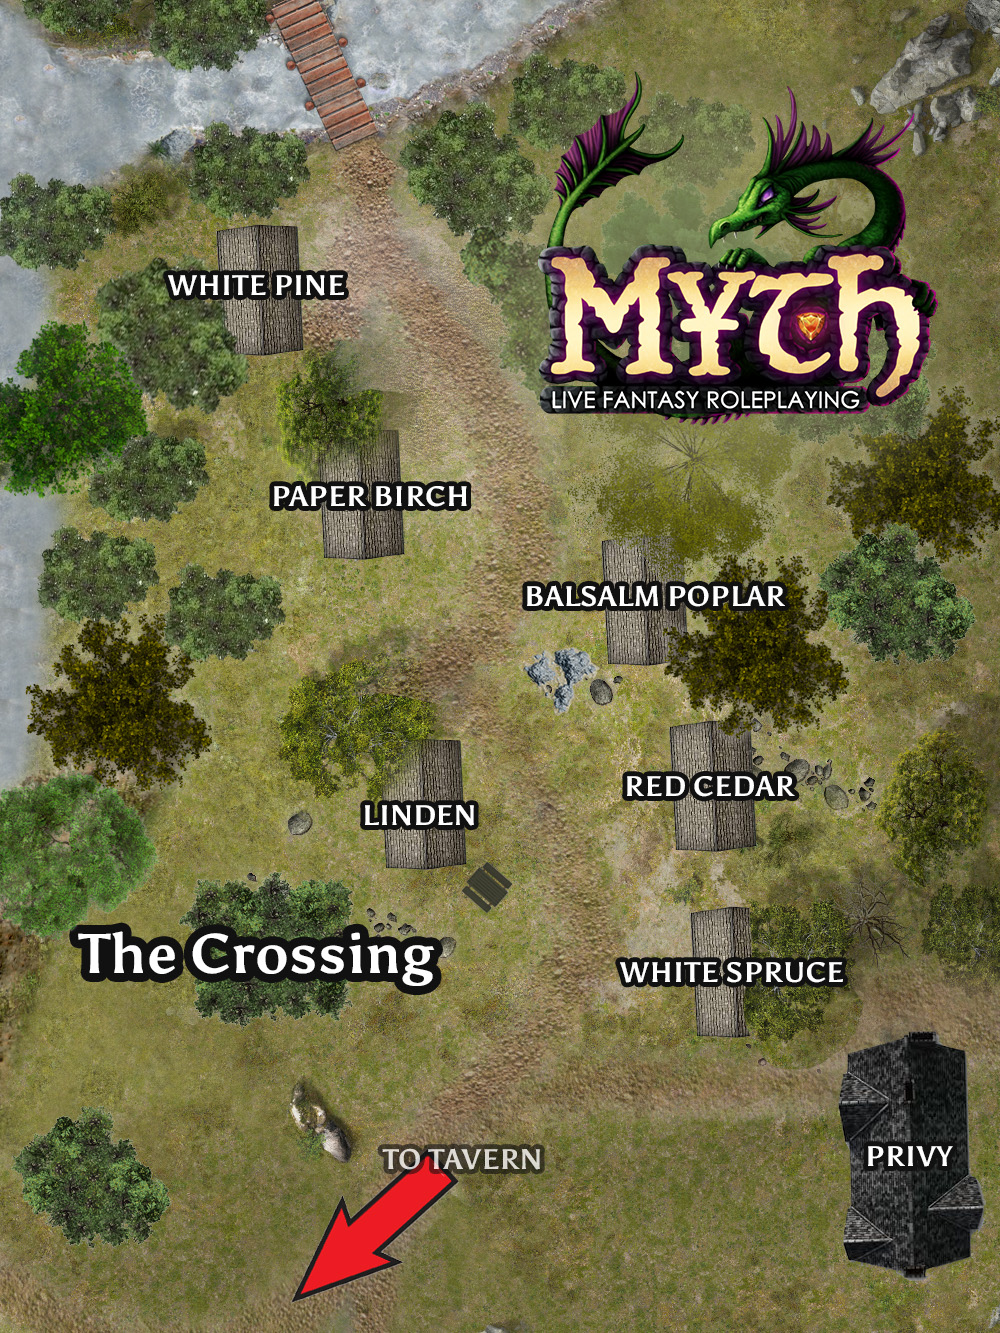 Myth
LIVE FANTASY ROLEPLAYING
WHITE PINE
PAPER BIRCH
BALSALM POPLAR
RED CEDAR
LINDEN
The Crossing
WHITE SPRUCE
PRIVY
TO TAVERN